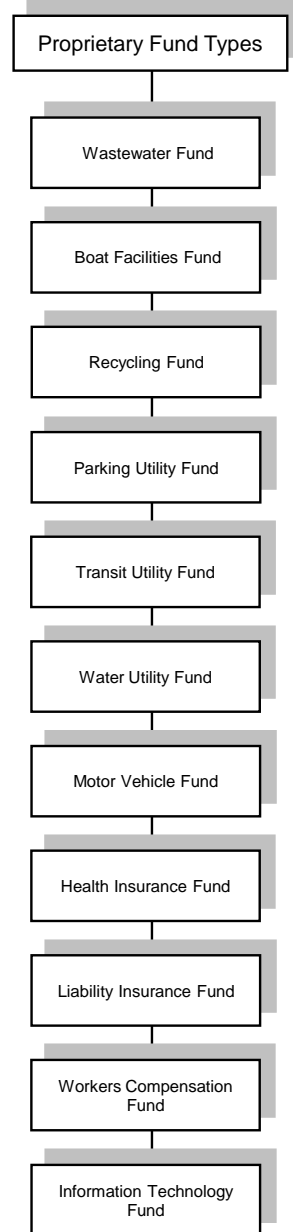 Proprietary Fund Types
Wastewater Fund
Boat Facilities Fund
Recycling Fund
Parking Utility Fund
Transit Utility Fund
Water Utility Fund
Motor Vehicle Fund
Health Insurance Fund
Liability Insurance Fund
Workers Compensation
Fund
Information Technology
Fund